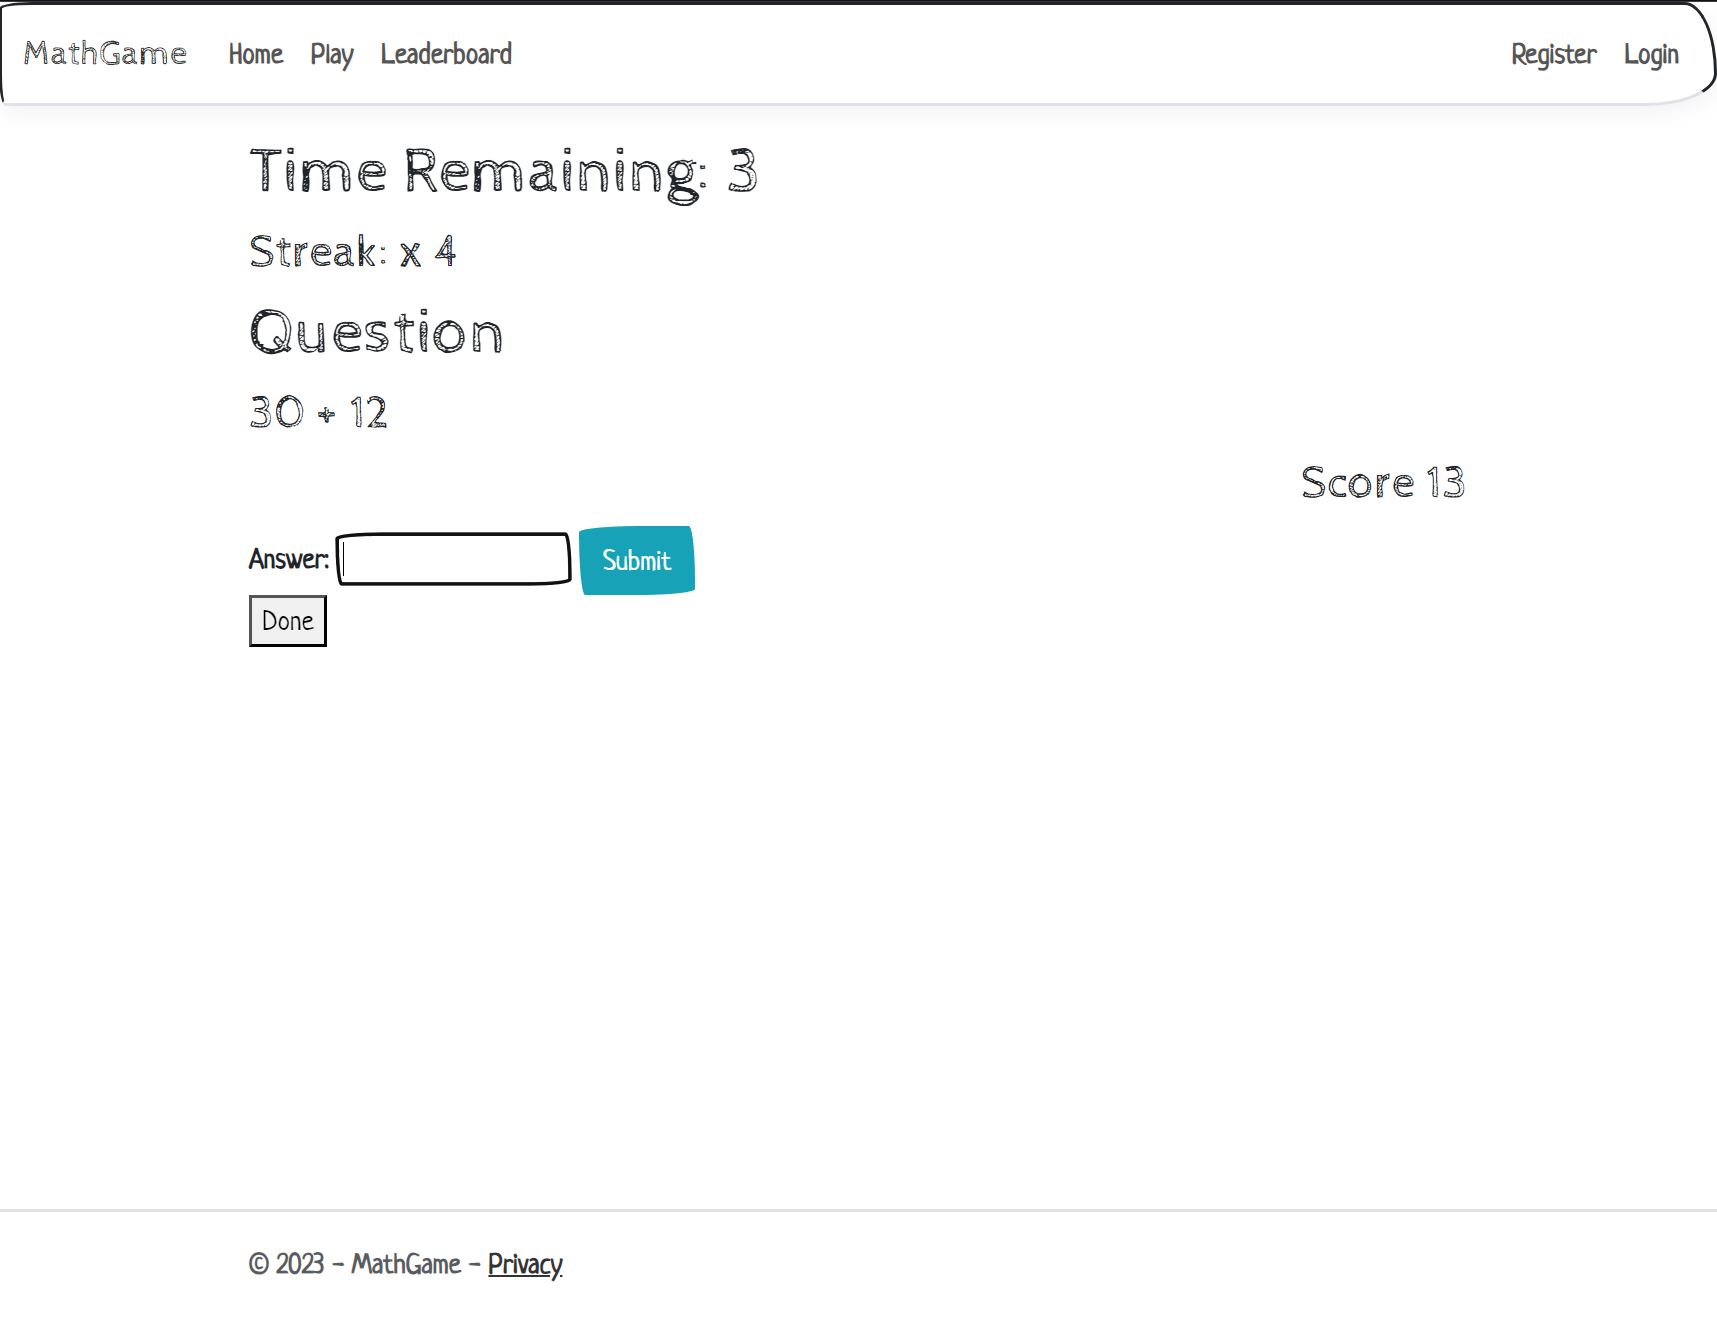 MathGame Home Play Leaderboard Register Login
Time Remaining: 3
Streak: x 4
Question
30 + 12
Score 13
Answer: Submit
Done
© 2023 - MathGame - Privacy